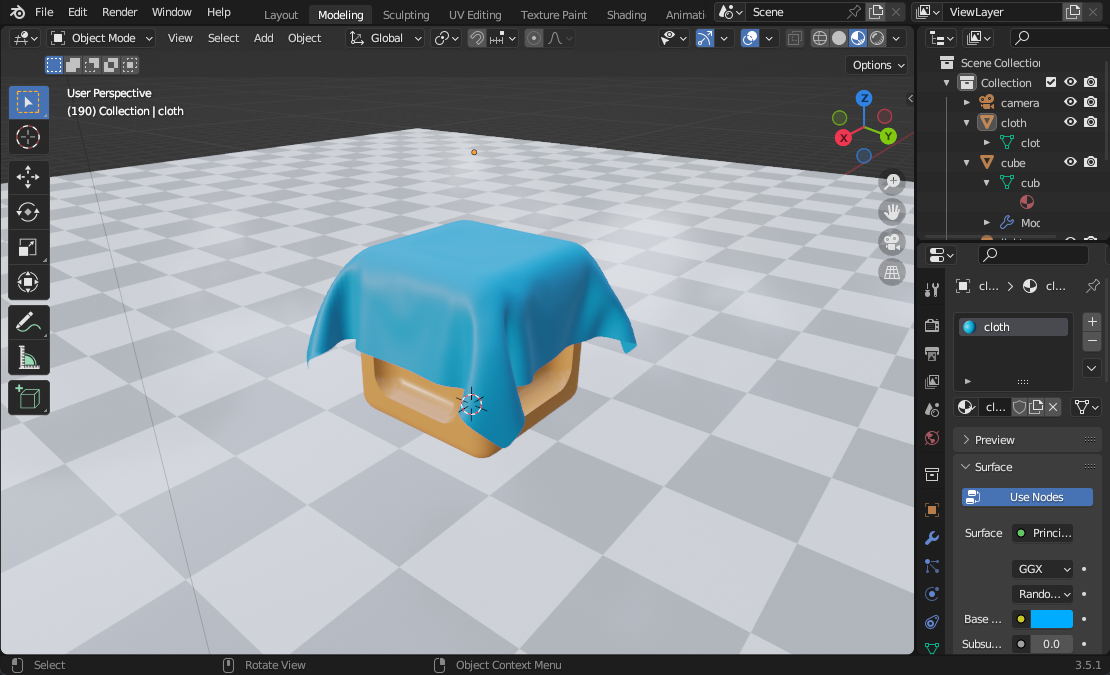 File Edit Render Window Help Layout Modeling Sculpting UV Editing Texture Paint Shading Animati Scene ViewLayer
Object Mode View Select Add Object Global
Options
User Perspective
(190) Collection | cloth
Z
X
Y
Scene Collection
Collection
camera
cloth
clot
cube
cub
Moc
cl... cl...
cloth
cl...
Preview
Surface
Use Nodes
Surface Princi...
GGX
Rando...
Base ...
Subsu... 0.0
Select Rotate View Object Context Menu 3.5.1